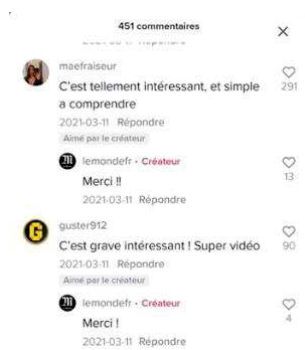 451 commentaires
maefraiseur
C'est tellement intéressant, et simple
a comprendre
291
2021-03-11 Répondre
Aimé par le créateur
lemondefr · Créateur
Merci !!
13
2021-03-11 Répondre
guster912
C'est grave intéressant ! Super vidéo
90
2021-03-11 Répondre
Aimé par le créateur
lemondefr · Créateur
Merci !
4
2021-03-11 Répondre